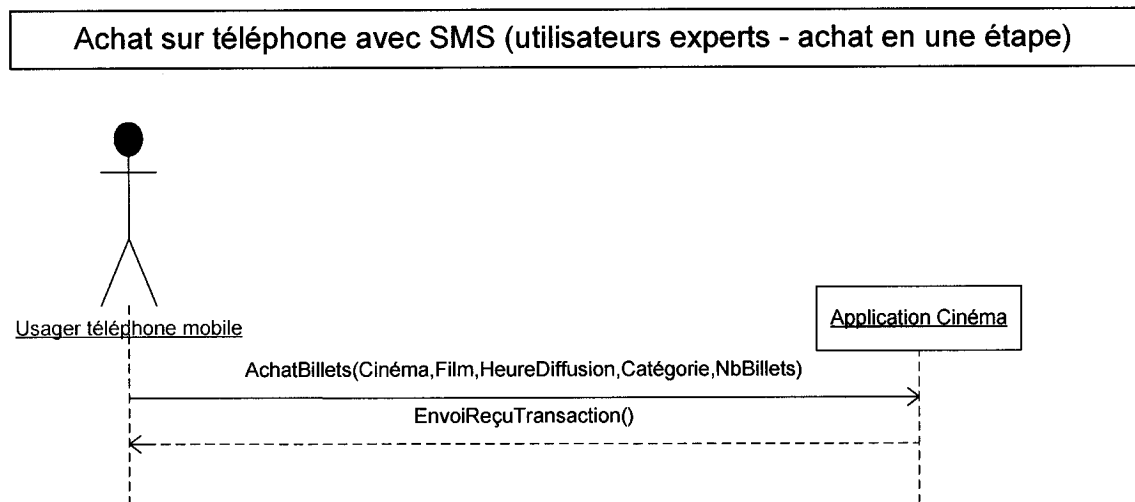 Achat sur téléphone avec SMS (utilisateurs experts - achat en une étape)
Usager téléphone mobile
Application Cinéma
AchatBillets(Cinéma,Film,HeureDiffusion,Catégorie,NbBillets)
EnvoiReçuTransaction()